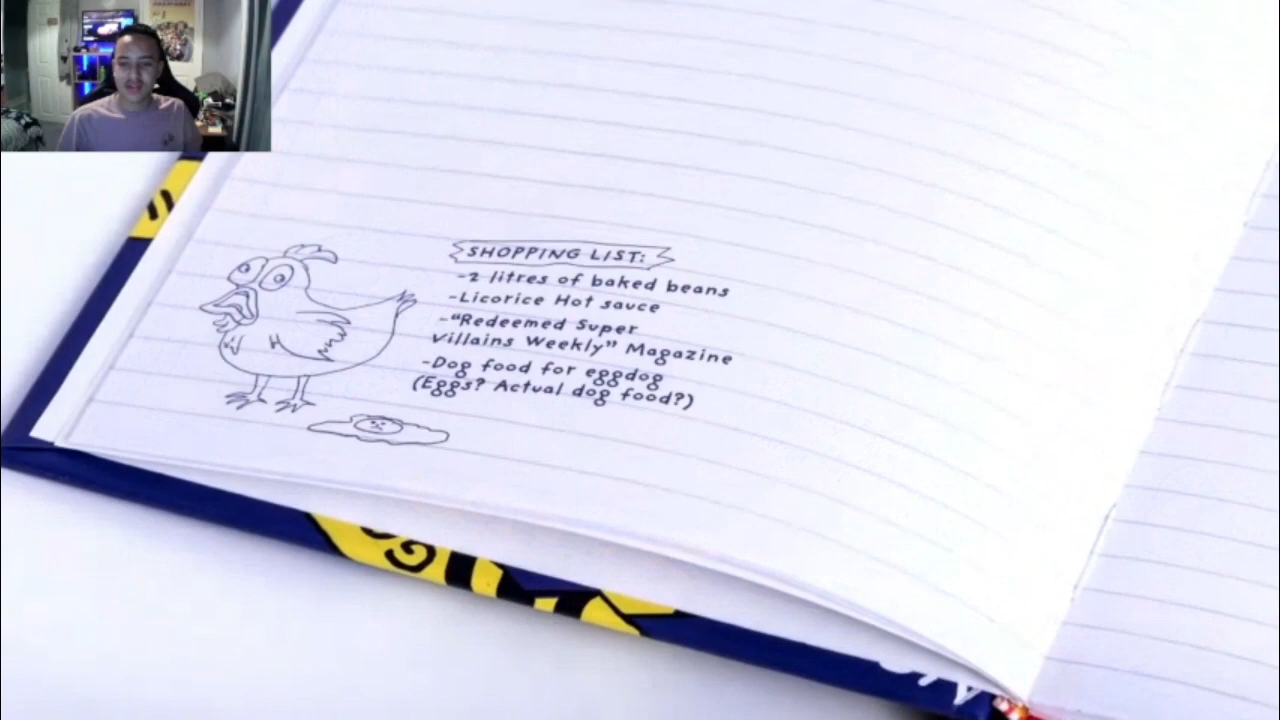 SHOPPING LIST:
-2 litres of baked beans
-Licorice Hot sauce
-"Redeemed Super
Villains Weekly" Magazine
-Dog food for eggdog
(Eggs? Actual dog food?)